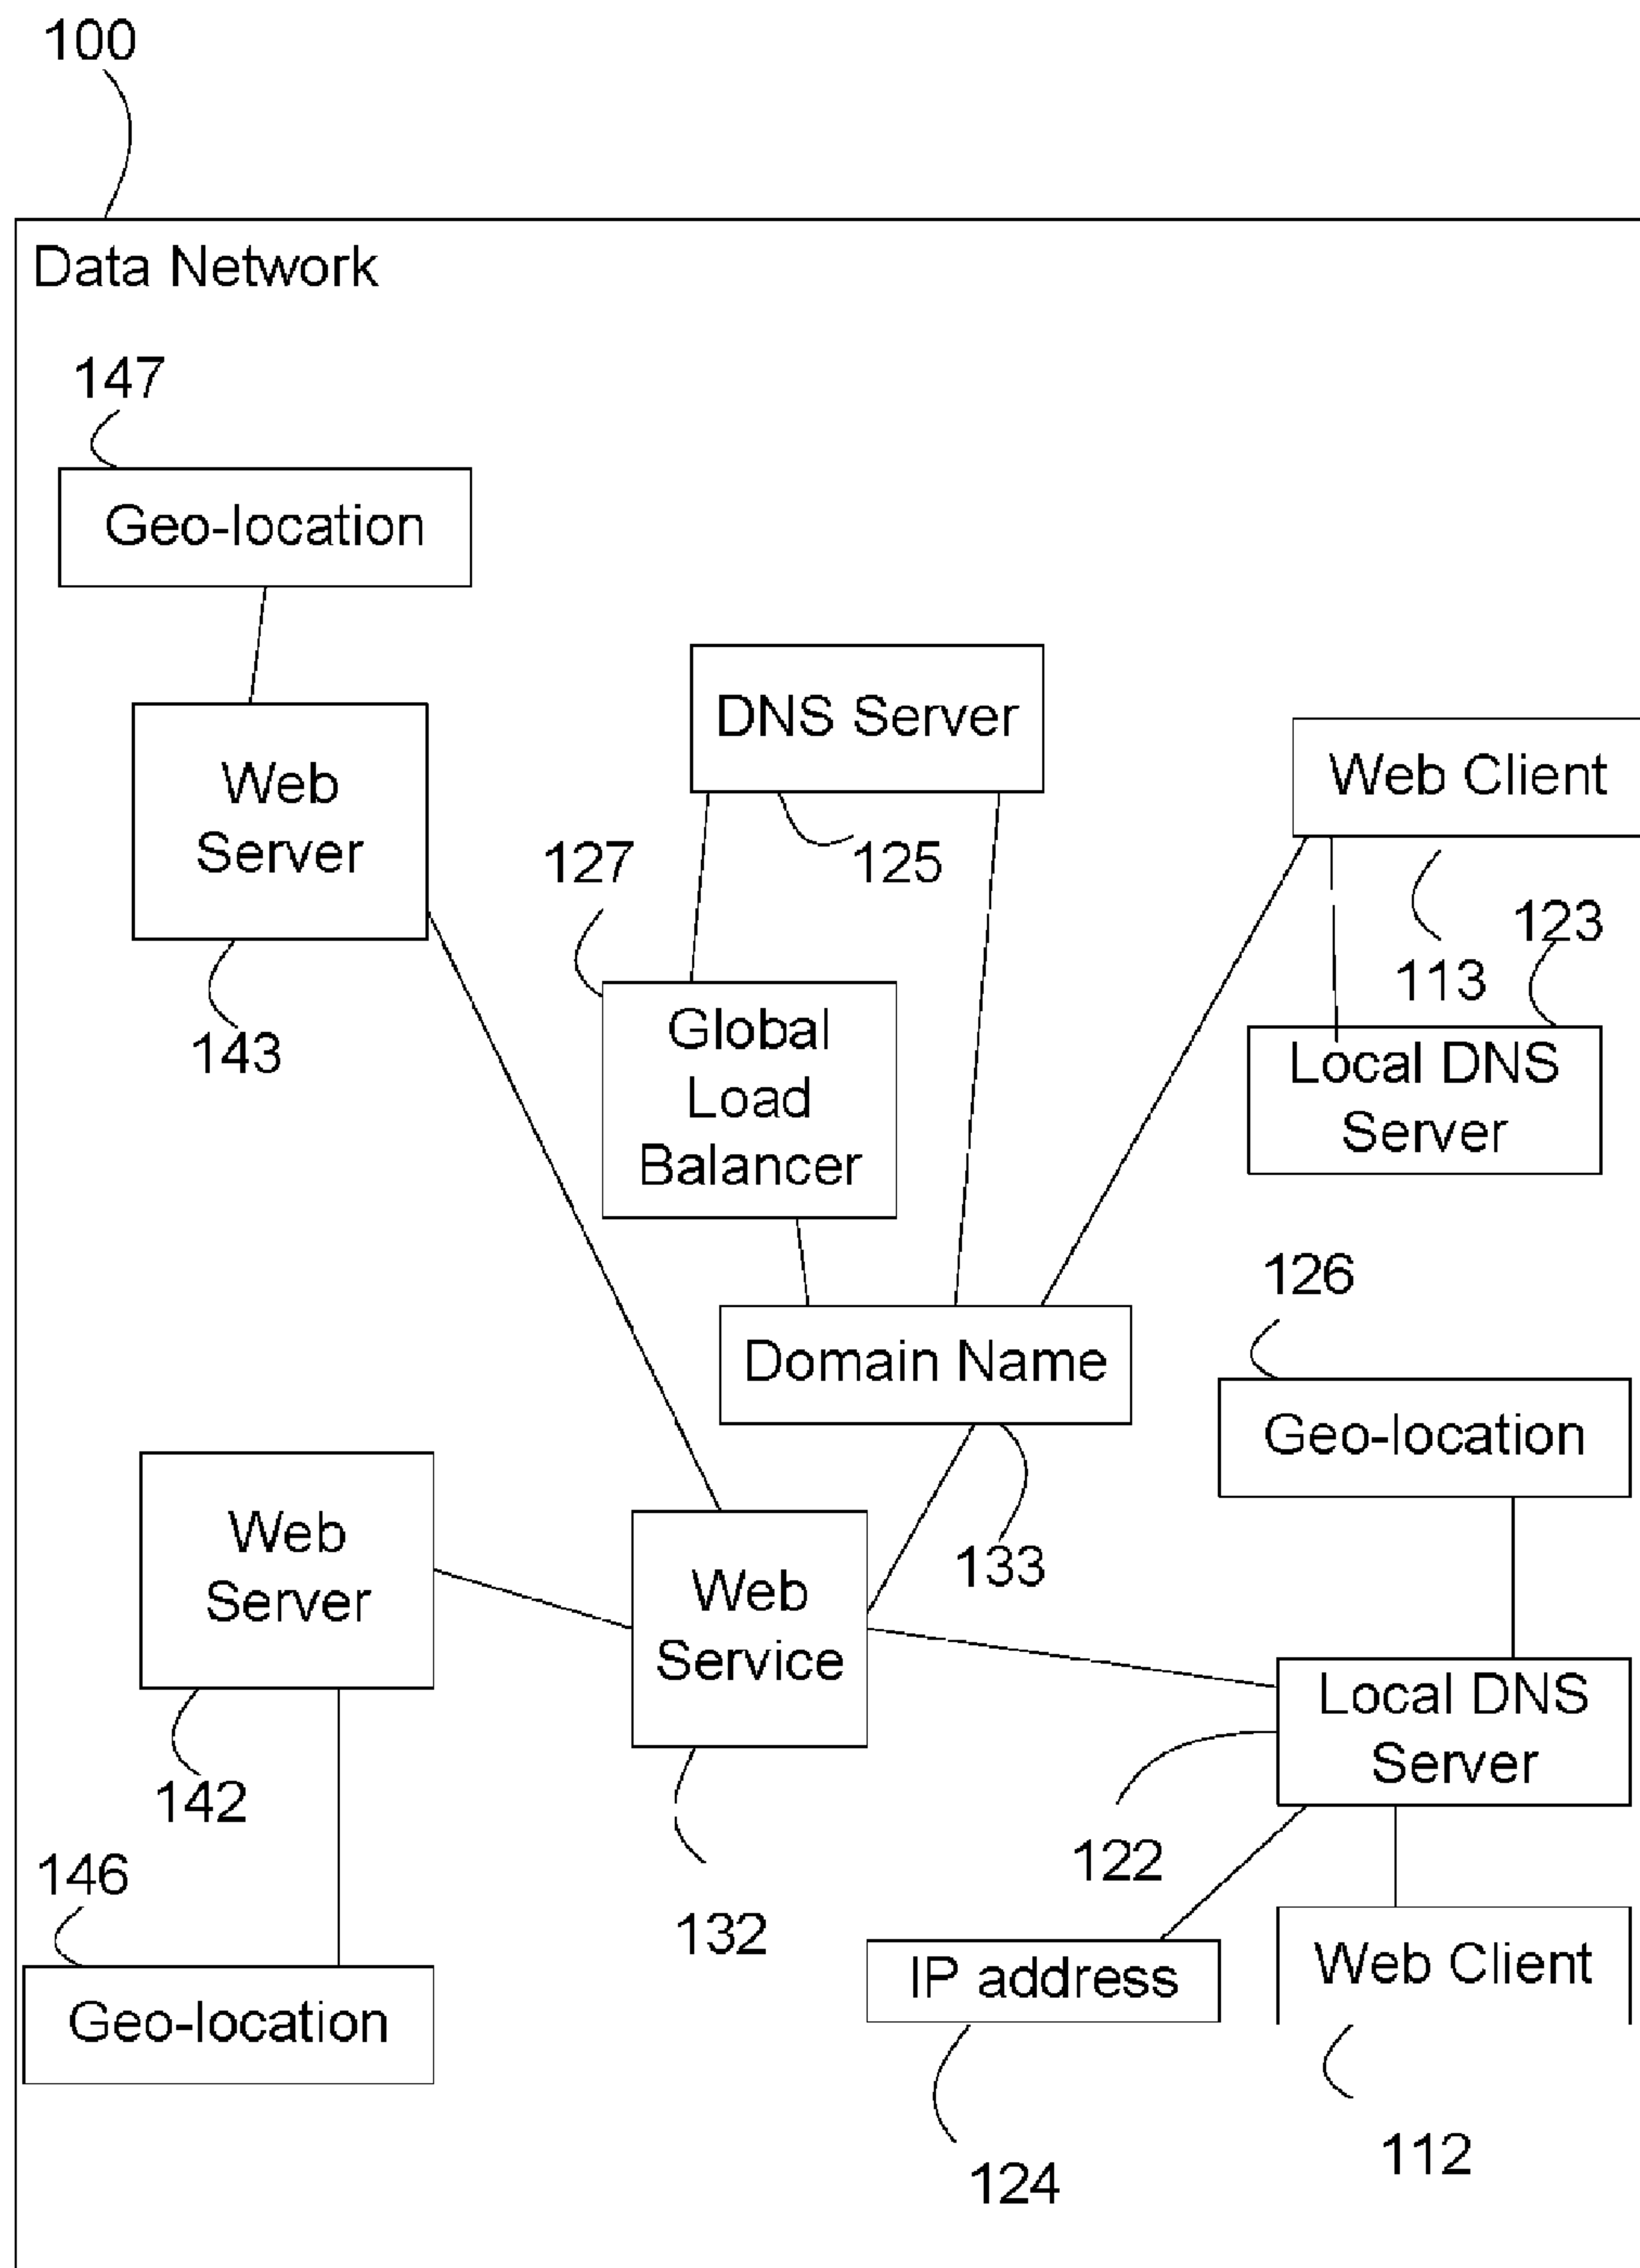 100
Data Network
147
Geo-location
Web
Server
143
DNS Server
125
127
Global
Load
Balancer
Web Client
113
123
Local DNS
Server
126
Geo-location
Domain Name
133
Web
Server
142
146
Geo-location
Web
Service
132
Local DNS
Server
122
IP address
124
Web Client
112